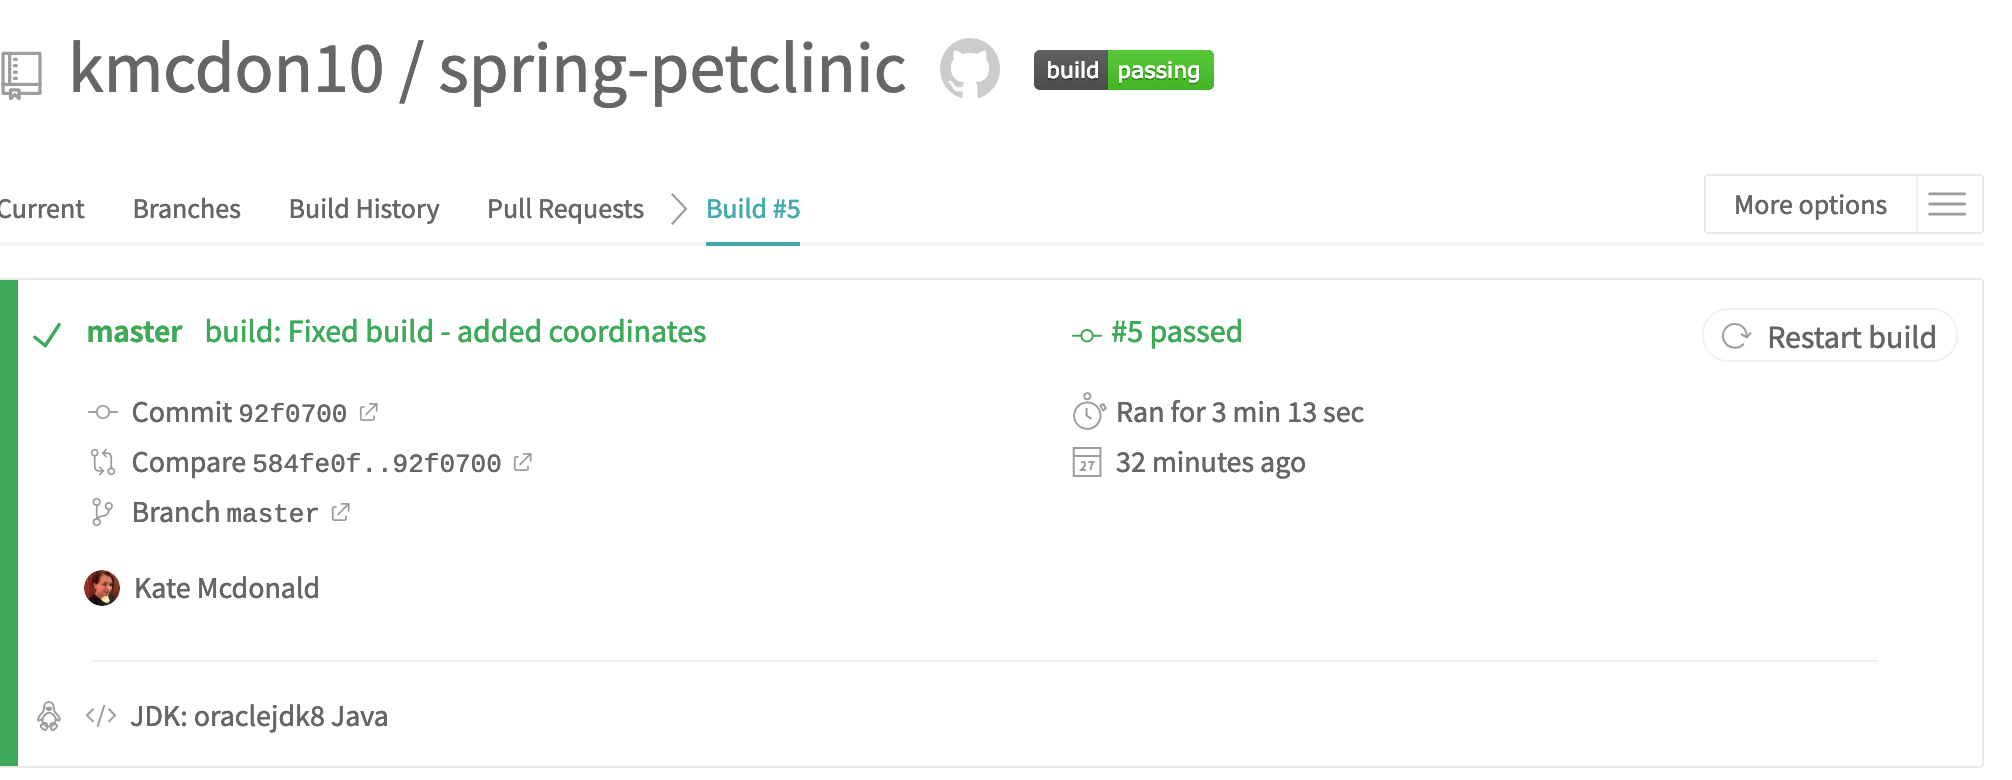 kmcdon10 / spring-petclinic build passing
Current Branches Build History Pull Requests Build #5 More options
master build: Fixed build - added coordinates #5 passed Restart build
Commit 92f0700 Ran for 3 min 13 sec
Compare 584fe0f..92f0700 27 32 minutes ago
Branch master
Kate Mcdonald
</> JDK: oraclejdk8 Java